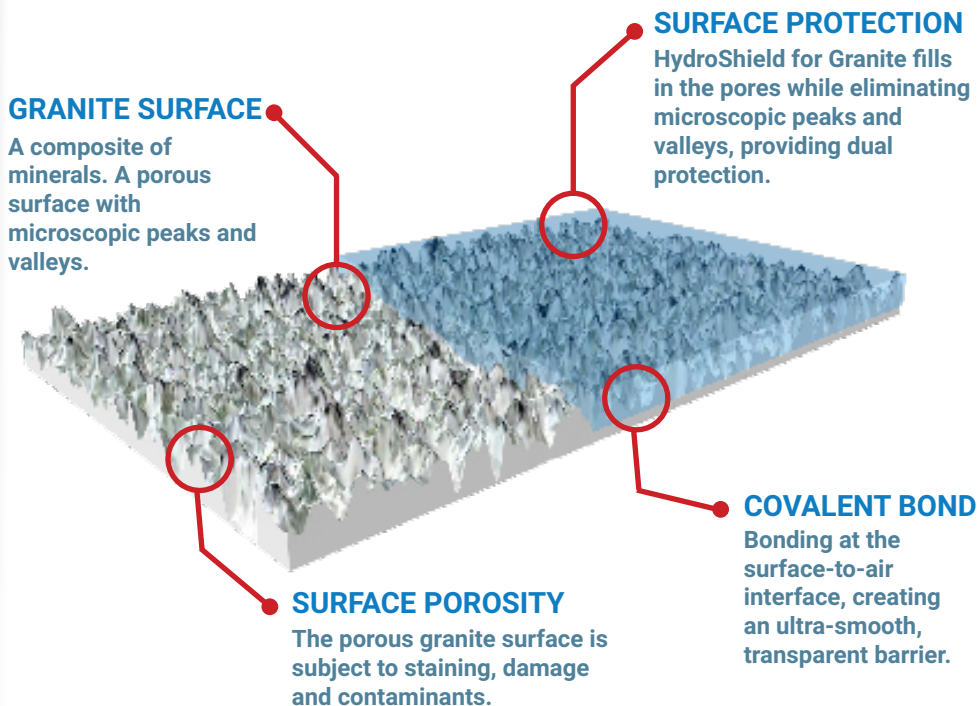 SURFACE PROTECTION
HydroShield for Granite fills
in the pores while eliminating
microscopic peaks and
valleys, providing dual
protection.
GRANITE SURFACE
A composite of
minerals. A porous
surface with
microscopic peaks and
valleys.
COVALENT BOND
Bonding at the
surface-to-air
interface, creating
an ultra-smooth,
transparent barrier.
SURFACE POROSITY
The porous granite surface is
subject to staining, damage
and contaminants.